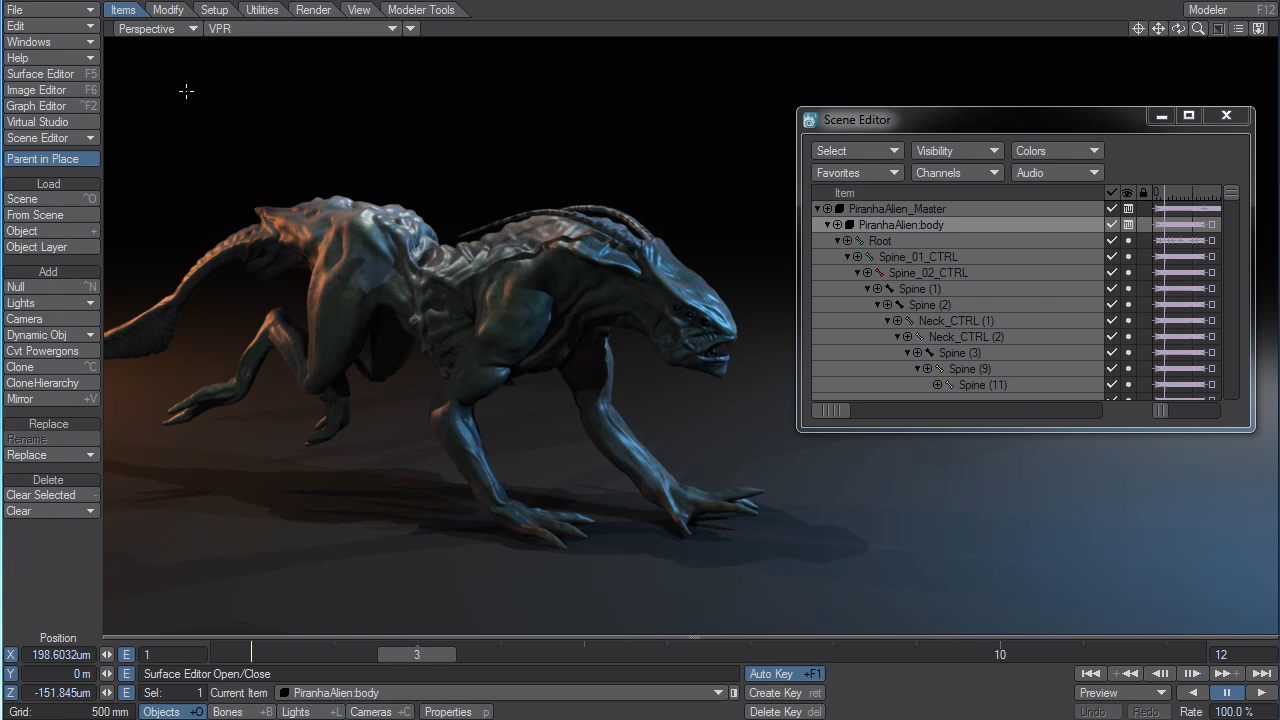 File
Items Modify Setup Utilities Render View Modeler Tools
Modeler F12
Edit
Perspective VPR
Windows
Help
Surface Editor F5
Image Editor F6
Graph Editor ^F2
Virtual Studio
Scene Editor
Parent in Place
Load
Scene ^O
From Scene
Object +
Object Layer
Add
Null ^N
Lights
Camera
Dynamic Obj
Cvt Powergons
Clone ^C
CloneHierarchy
Mirror +V
Replace
Rename
Replace
Delete
Clear Selected -
Clear
Scene Editor
Select Visibility Colors
Favorites Channels Audio
Item 0
PiranhaAlien_Master
PiranhaAlien:body
Root
Spine_01_CTRL
Spine_02_CTRL
Spine (1)
Spine (2)
Neck_CTRL (1)
Neck_CTRL (2)
Spine (3)
Spine (9)
Spine (11)
Position
X 198.6032um E 1 3 10 12
Y 0 m E Surface Editor Open/Close Auto Key +F1
Z -151.845um E Sel: 1 Current Item PiranhaAlien:body Create Key ret Preview
Grid: 500 mm Objects +O Bones +B Lights +L Cameras +C Properties p Delete Key del Undo Redo Rate 100.0 %